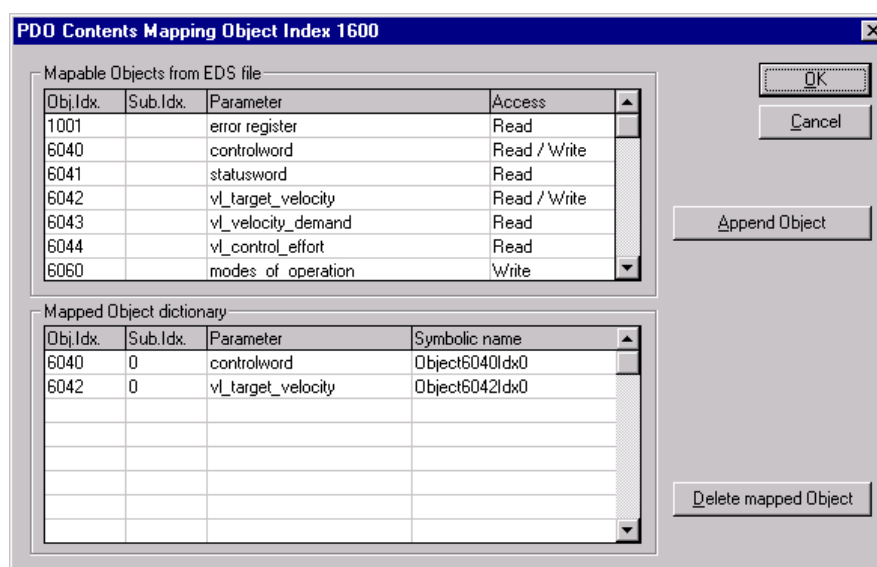 PDO Contents Mapping Object Index 1600
Mapable Objects from EDS file
Obj.Idx. Sub.Idx. Parameter Access
1001 error register Read
6040 controlword Read / Write
6041 statusword Read
6042 vl_target_velocity Read / Write
6043 vl_velocity_demand Read
6044 vl_control_effort Read
6060 modes of operation Write
OK
Cancel
Append Object
Mapped Object dictionary
Obj.Idx. Sub.Idx. Parameter Symbolic name
6040 0 controlword Object6040Idx0
6042 0 vl_target_velocity Object6042Idx0
Delete mapped Object